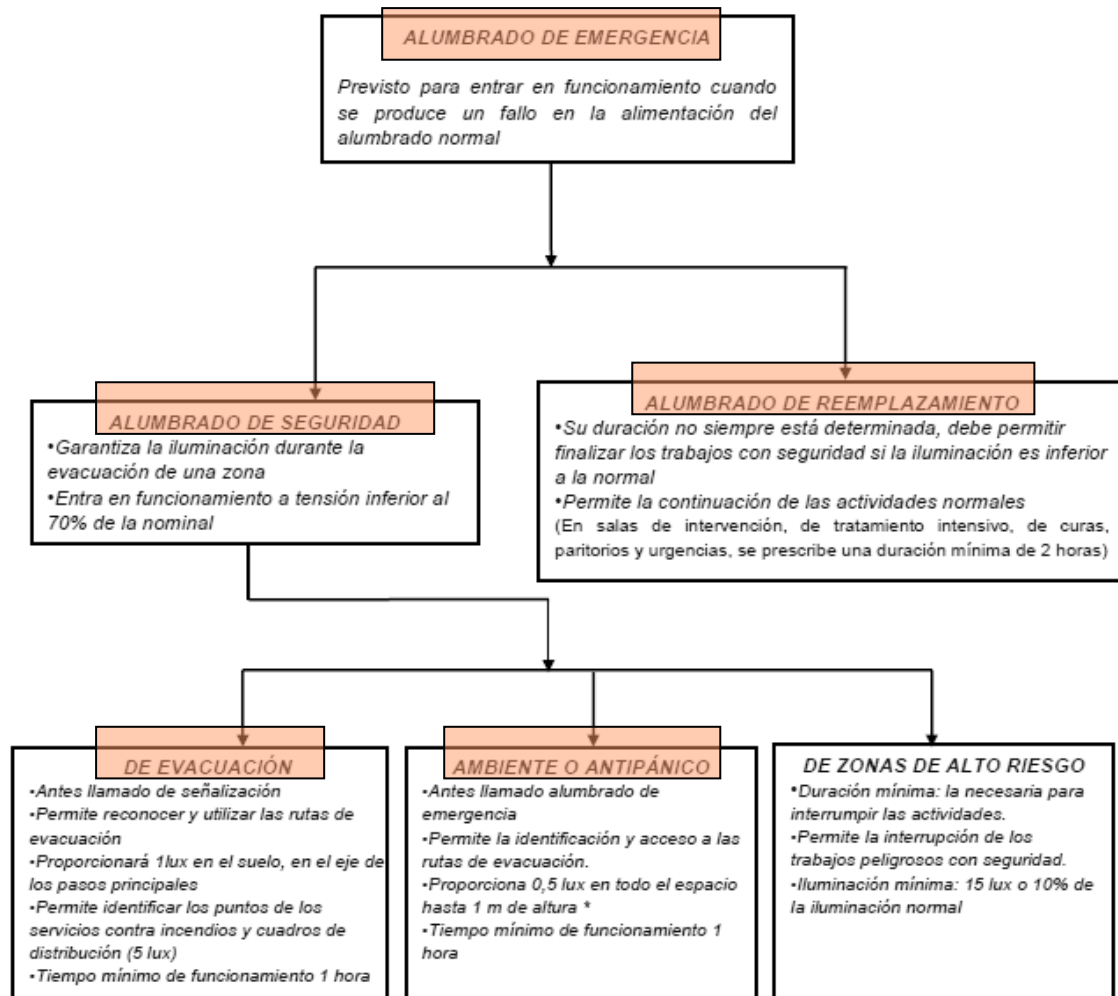 ALUMBRADO DE EMERGENCIA
Previsto para entrar en funcionamiento cuando
se produce un fallo en la alimentación del
alumbrado normal
ALUMBRADO DE SEGURIDAD
•Garantiza la iluminación durante la
evacuación de una zona
•Entra en funcionamiento a tensión inferior al
70% de la nominal
ALUMBRADO DE REEMPLAZAMIENTO
•Su duración no siempre está determinada, debe permitir
finalizar los trabajos con seguridad si la iluminación es inferior
a la normal
•Permite la continuación de las actividades normales
(En salas de intervención, de tratamiento intensivo, de curas,
paritorios y urgencias, se prescribe una duración mínima de 2 horas)
DE EVACUACIÓN
•Antes llamado de señalización
•Permite reconocer y utilizar las rutas de
evacuación
•Proporcionará 1lux en el suelo, en el eje de
los pasos principales
•Permite identificar los puntos de los
servicios contra incendios y cuadros de
distribución (5 lux)
•Tiempo mínimo de funcionamiento 1 hora
AMBIENTE O ANTIPÁNICO
•Antes llamado alumbrado de
emergencia
•Permite la identificación y acceso a las
rutas de evacuación.
•Proporciona 0,5 lux en todo el espacio
hasta 1 m de altura *
•Tiempo mínimo de funcionamiento 1
hora
DE ZONAS DE ALTO RIESGO
•Duración mínima: la necesaria para
interrumpir las actividades.
•Permite la interrupción de los
trabajos peligrosos con seguridad.
•Iluminación mínima: 15 lux o 10% de
la iluminación normal